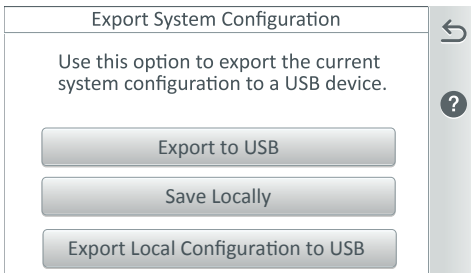 Export System Configuration
Use this option to export the current
system configuration to a USB device.
Export to USB
Save Locally
Export Local Configuration to USB
?